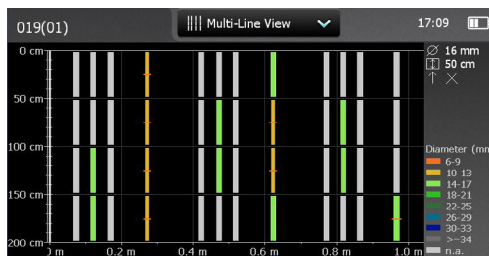 019(01)
Multi-Line View
17:09
0 cm
50 cm
100 cm
150 cm
200 cm
0 m
0.2 m
0.4 m
0.6 m
0.8 m
1.0 m
16 mm
50 cm
Diameter (mm
6-9
10-13
14-17
18-21
22-25
26-29
30-33
>=34
n.a.